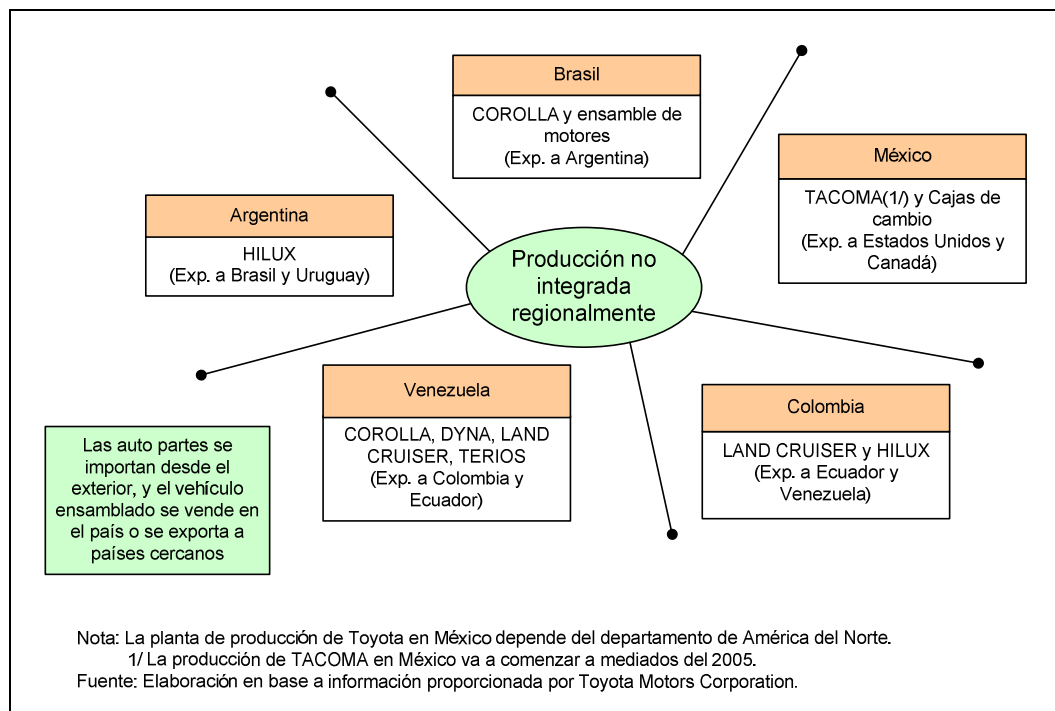 Brasil
COROLLA y ensamble de
motores
(Exp. a Argentina)
México
TACOMA(1/) y Cajas de
cambio
(Exp. a Estados Unidos y
Canadá)
Argentina
HILUX
(Exp. a Brasil y Uruguay)
Producción no
integrada
regionalmente
Venezuela
COROLLA, DYNA, LAND
CRUISER, TERIOS
(Exp. a Colombia y
Ecuador)
Colombia
LAND CRUISER y HILUX
(Exp. a Ecuador y
Venezuela)
Las auto partes se
importan desde el
exterior, y el vehículo
ensamblado se vende en
el país o se exporta a
países cercanos
Nota: La planta de producción de Toyota en México depende del departamento de América del Norte.
1/ La producción de TACOMA en México va a comenzar a mediados del 2005.
Fuente: Elaboración en base a información proporcionada por Toyota Motors Corporation.